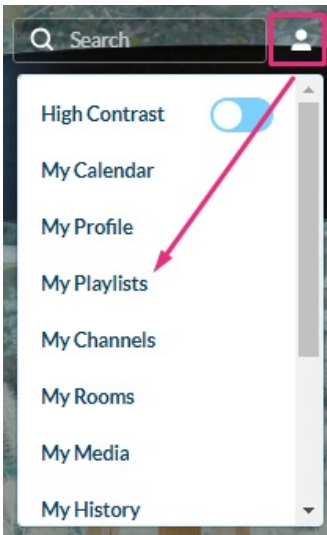 Search
High Contrast
My Calendar
My Profile
My Playlists
My Channels
My Rooms
My Media
My History